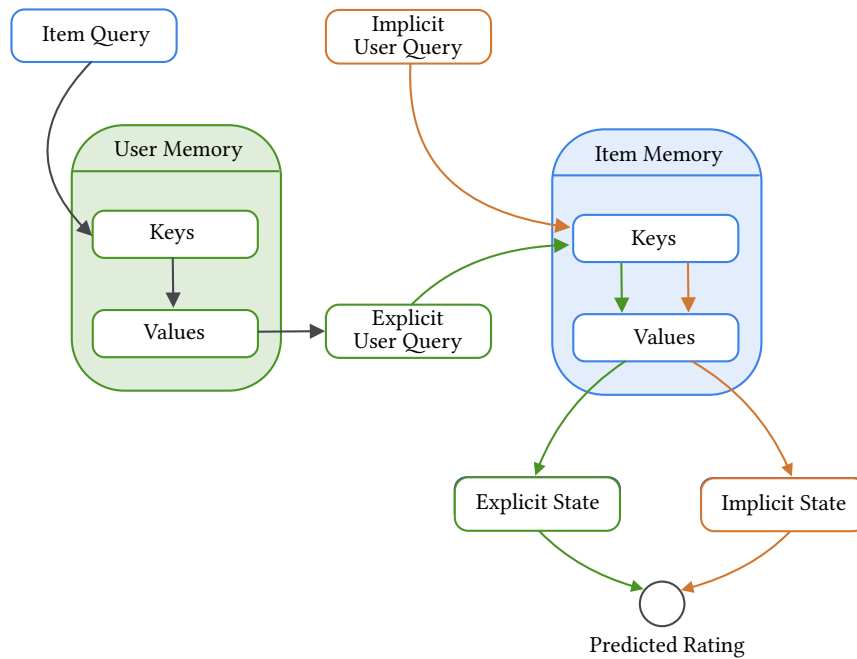 Item Query
Implicit
User Query
User Memory
Item Memory
Keys
Keys
Values
Explicit
User Query
Values
Explicit State
Implicit State
Predicted Rating